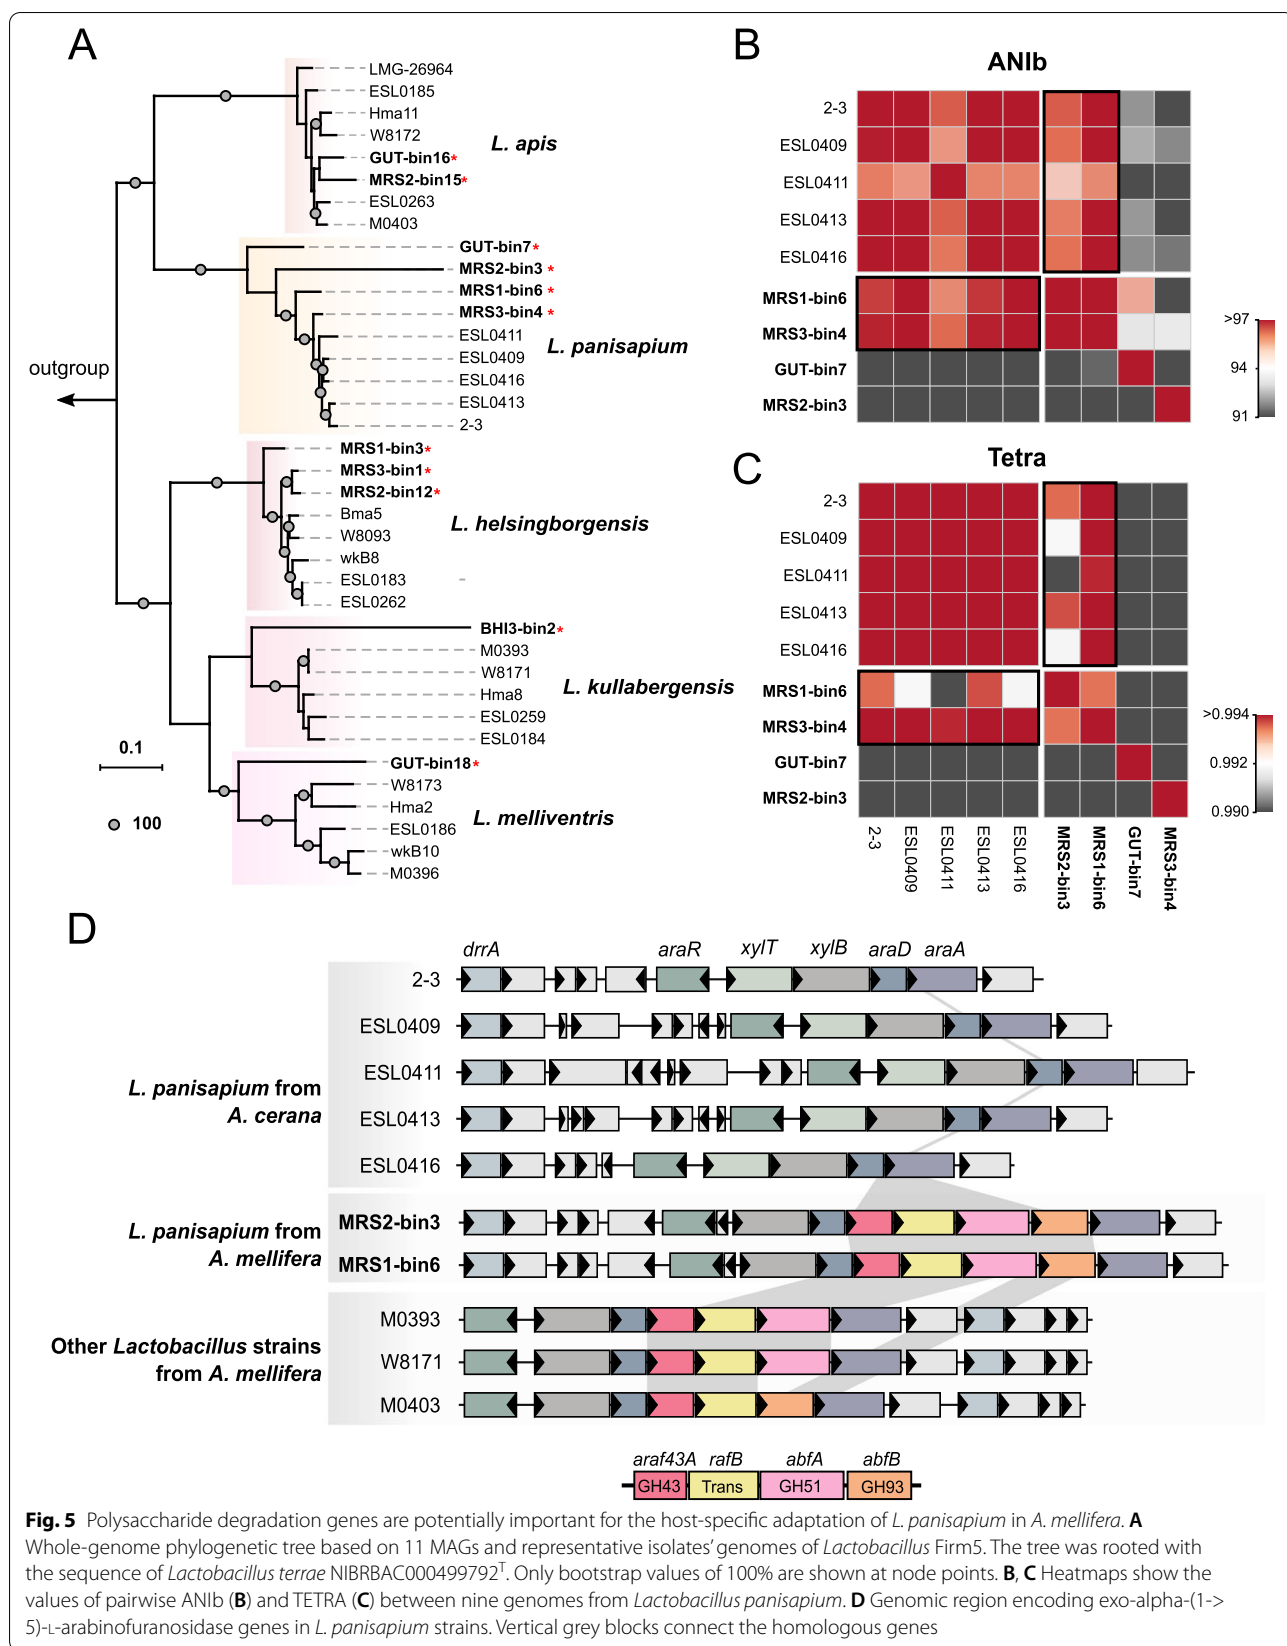 A
LMG-26964
ESL0185
Hma11
W8172
GUT-bin16*
MRS2-bin15*
ESL0263
M0403
L. apis
GUT-bin7*
MRS2-bin3 *
MRS1-bin6 *
MRS3-bin4 *
ESL0411
ESL0409
ESL0416
ESL0413
2-3
L. panisapium
outgroup
MRS1-bin3*
MRS3-bin1*
MRS2-bin12*
Bma5
W8093
wkB8
ESL0183
ESL0262
L. helsingborgensis
BHI3-bin2*
M0393
W8171
Hma8
ESL0259
ESL0184
L. kullabergensis
GUT-bin18*
W8173
Hma2
ESL0186
wkB10
M0396
L. melliventris
0.1
100
B
ANIb
2-3
ESL0409
ESL0411
ESL0413
ESL0416
MRS1-bin6
MRS3-bin4
GUT-bin7
MRS2-bin3
>97
94
91
C
Tetra
2-3
ESL0409
ESL0411
ESL0413
ESL0416
MRS1-bin6
MRS3-bin4
GUT-bin7
MRS2-bin3
>0.994
0.992
0.990
2-3
ESL0409
ESL0411
ESL0413
ESL0416
MRS2-bin3
MRS1-bin6
GUT-bin7
MRS3-bin4
D
drrA araR xylT xylB araD araA
2-3
ESL0409
ESL0411
ESL0413
ESL0416
L. panisapium from
A. cerana
MRS2-bin3
MRS1-bin6
L. panisapium from
A. mellifera
M0393
W8171
M0403
Other Lactobacillus strains
from A. mellifera
araf43A rafB abfA abfB
GH43 Trans GH51 GH93
Fig. 5 Polysaccharide degradation genes are potentially important for the host-specific adaptation of L. panisapium in A. mellifera. A
Whole-genome phylogenetic tree based on 11 MAGs and representative isolates' genomes of Lactobacillus Firm5. The tree was rooted with
the sequence of Lactobacillus terrae NIBRBAC000499792ᵀ. Only bootstrap values of 100% are shown at node points. B, C Heatmaps show the
values of pairwise ANIb (B) and TETRA (C) between nine genomes from Lactobacillus panisapium. D Genomic region encoding exo-alpha-(1->
5)-L-arabinofuranosidase genes in L. panisapium strains. Vertical grey blocks connect the homologous genes